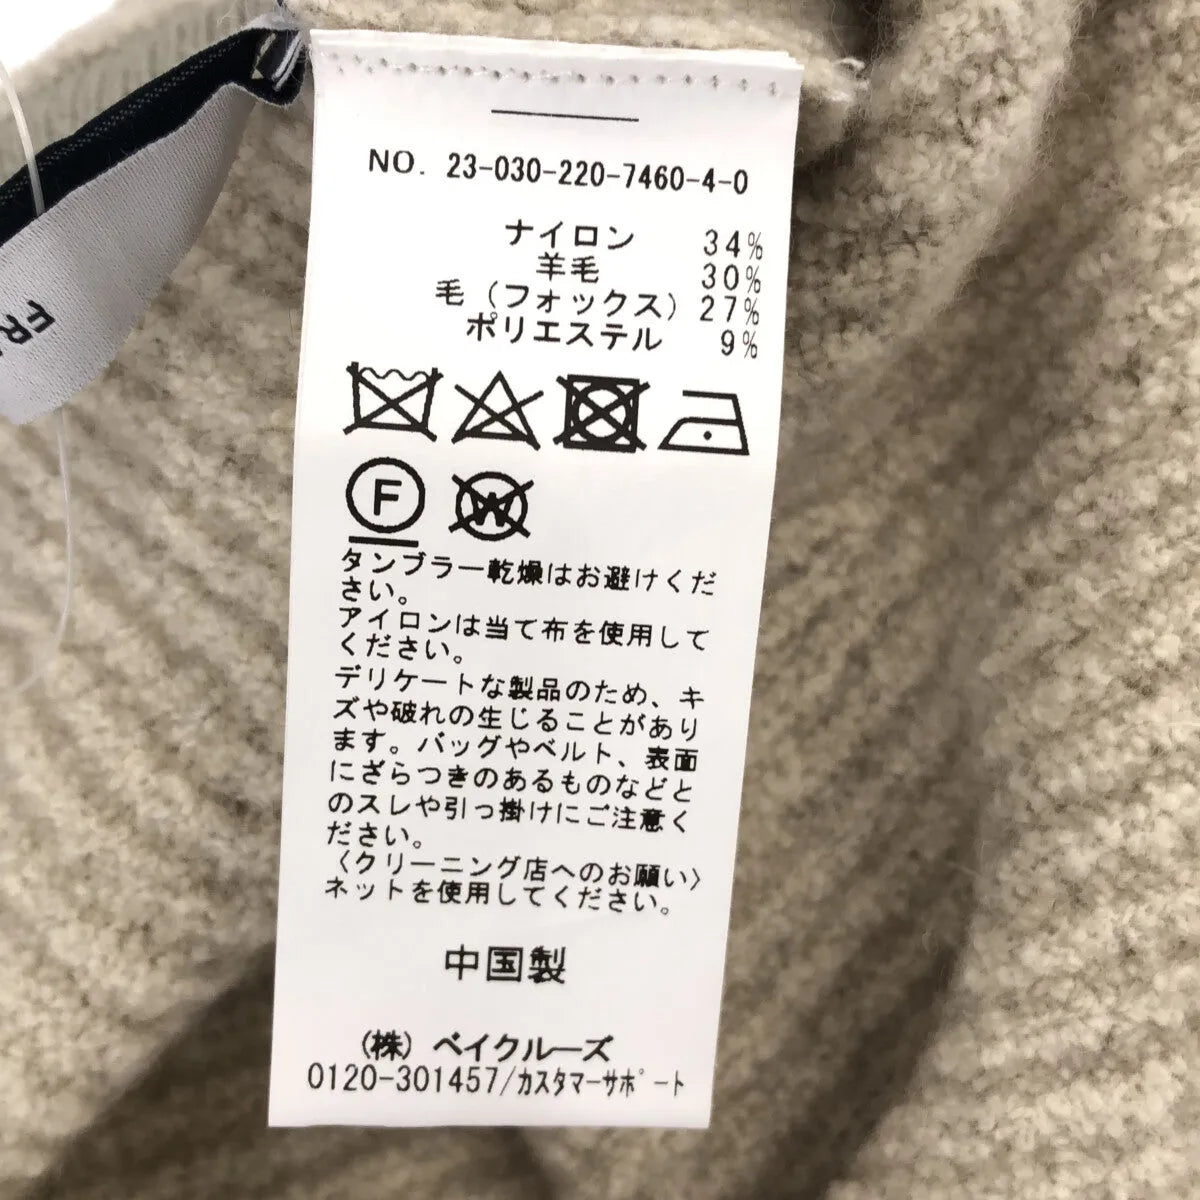 NO. 23-030-220-7460-4-0
ナイロン 34%
羊毛 30%
毛（フォックス） 27%
ポリエステル 9%
F W
タンブラー乾燥はお避けくだ
さい。
アイロンは当て布を使用して
ください。
デリケートな製品のため、キ
ズや破れの生じることがあり
ます。バッグやベルト、表面
にざらつきのあるものなどと
のスレや引っ掛けにご注意く
ださい。
〈クリーニング店へのお願い〉
ネットを使用してください。
中国製
（株）ベイクルーズ
0120-301457/カスタマーサポート
FR